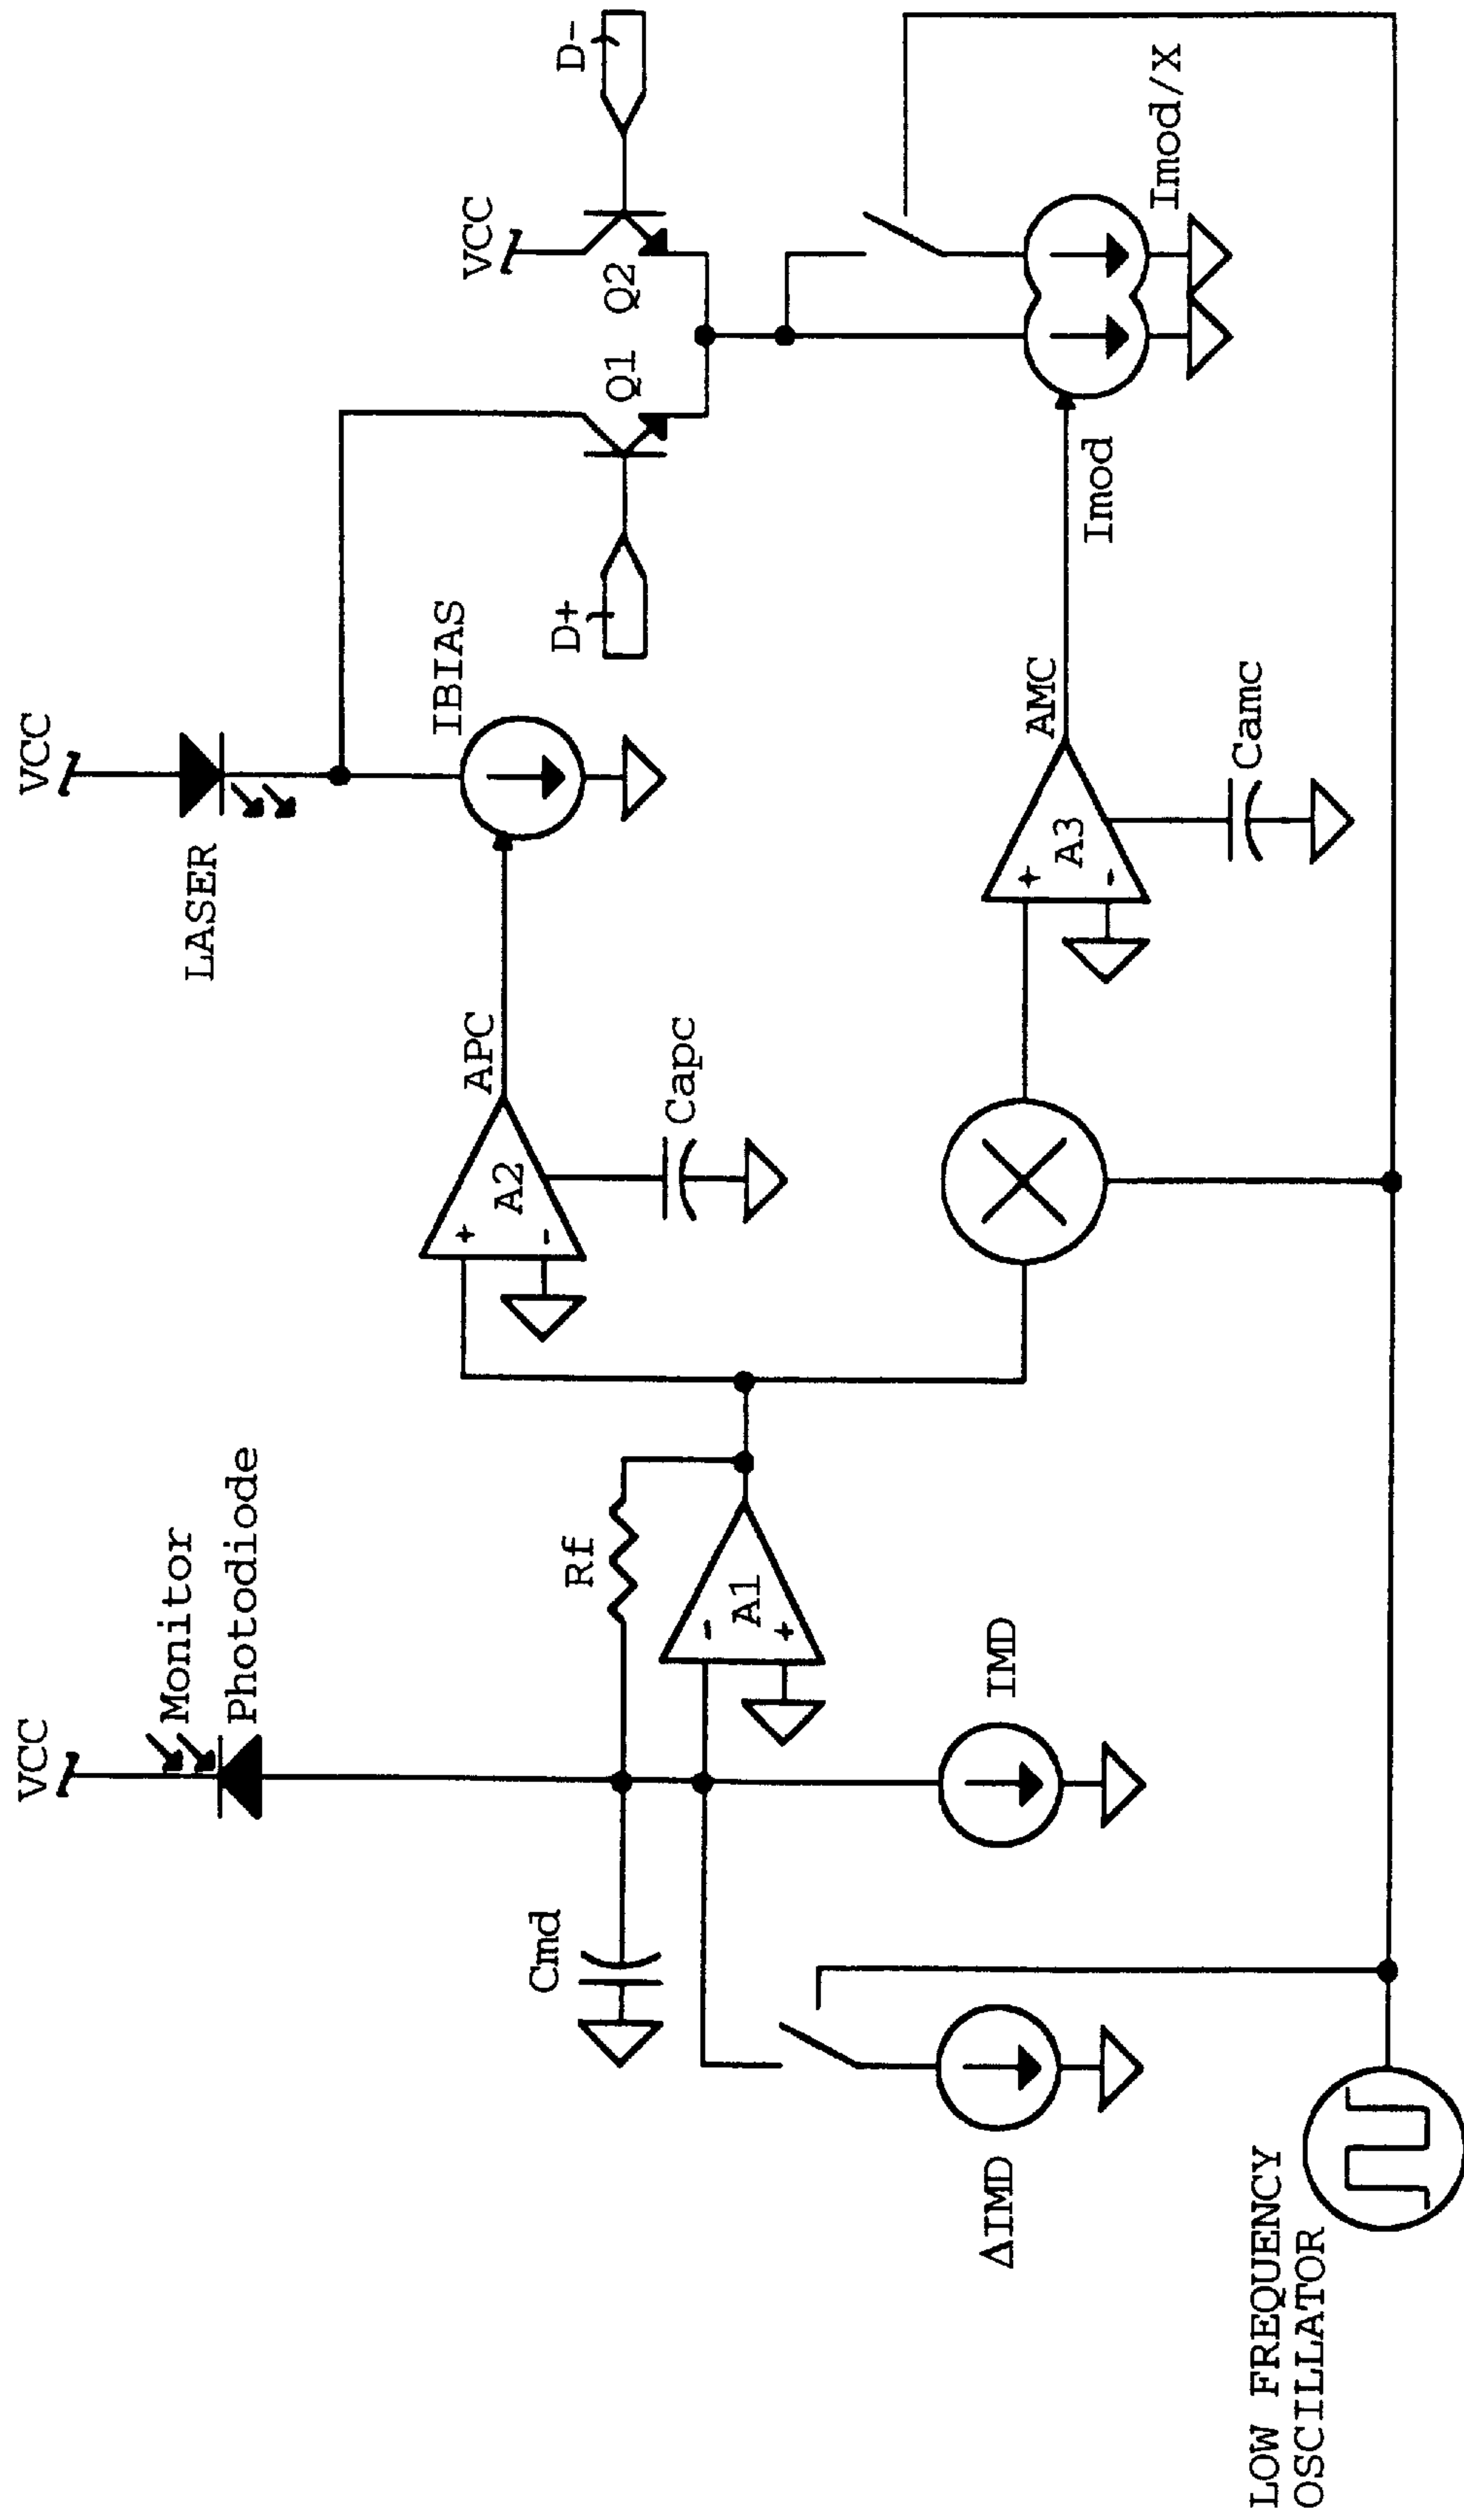 VCC
VCC
Monitor
Photodiode
LASER
VCC
D-
IBIAS
APC
Q1
Q2
D+
Rf
A2
+
-
Capc
Cmd
A1
-
+
IMD
AMC
Imod
Imod/X
A3
+
-
Camc
ΔIMD
LOW FREQUENCY
OSCILLATOR